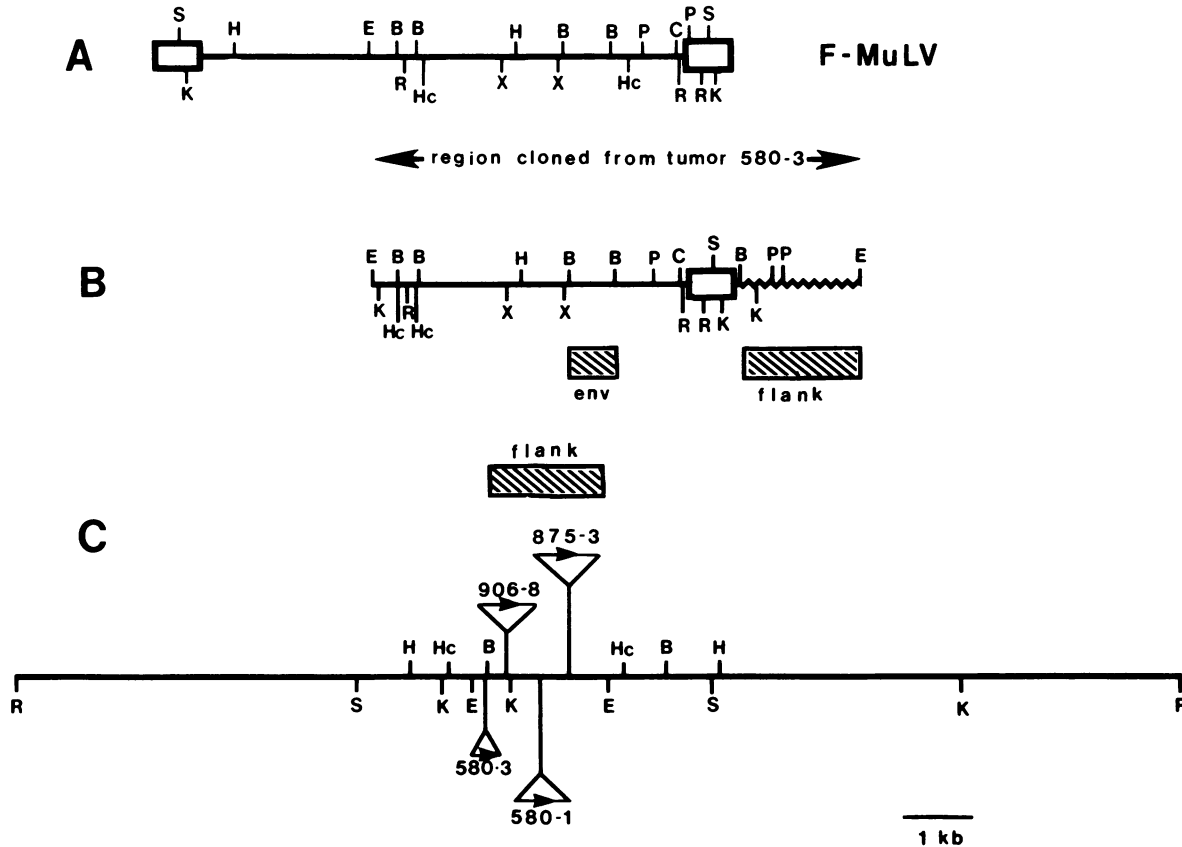 A
S H E B B H B B P C P S
K R Hc X X Hc R R K
F-MuLV
region cloned from tumor 580-3
B
E B B H B B P C S B P P E
K Hc R Hc X X R R K K
env
flank
flank
C
875-3
906-8
H Hc B Hc B H
R S K E K E S K
580-3
580-1
1 kb